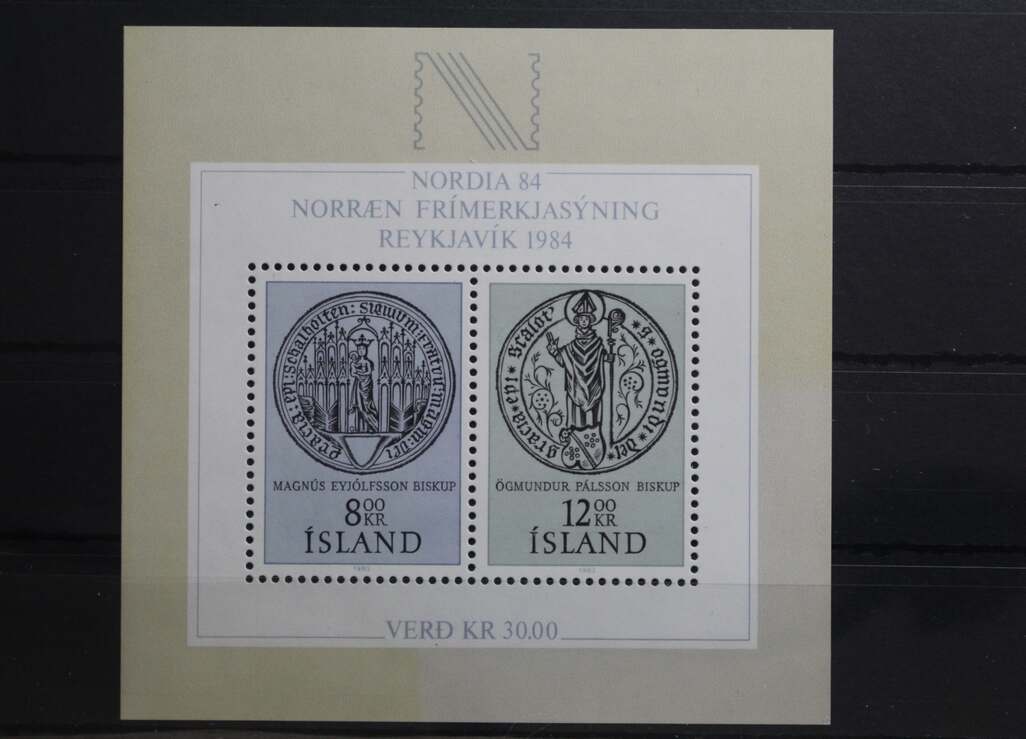 NORDIA 84
NORRÆN FRÍMERKJASÝNING
REYKJAVÍK 1984
MAGNÚS EYJÓLFSSON BISKUP
8 00 KR
ÍSLAND
ÖGMUNDUR PÁLSSON BISKUP
12 00 KR
ÍSLAND
VERÐ KR 30.00